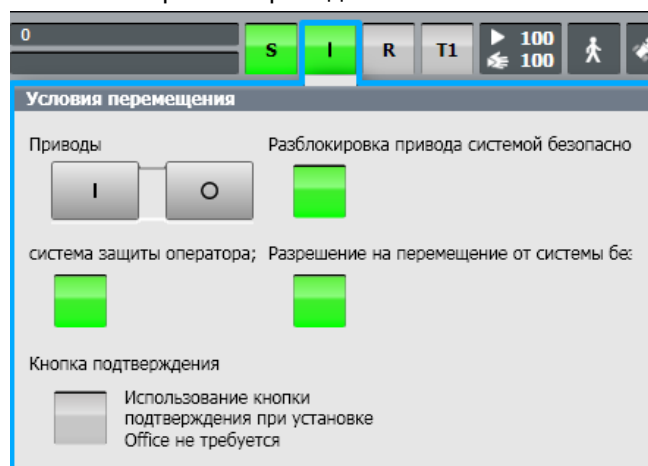 0
S I R T1 100
100
Условия перемещения
Приводы Разблокировка привода системой безопасно
I O
система защиты оператора; Разрешение на перемещение от системы без
Кнопка подтверждения
Использование кнопки
подтверждения при установке
Office не требуется